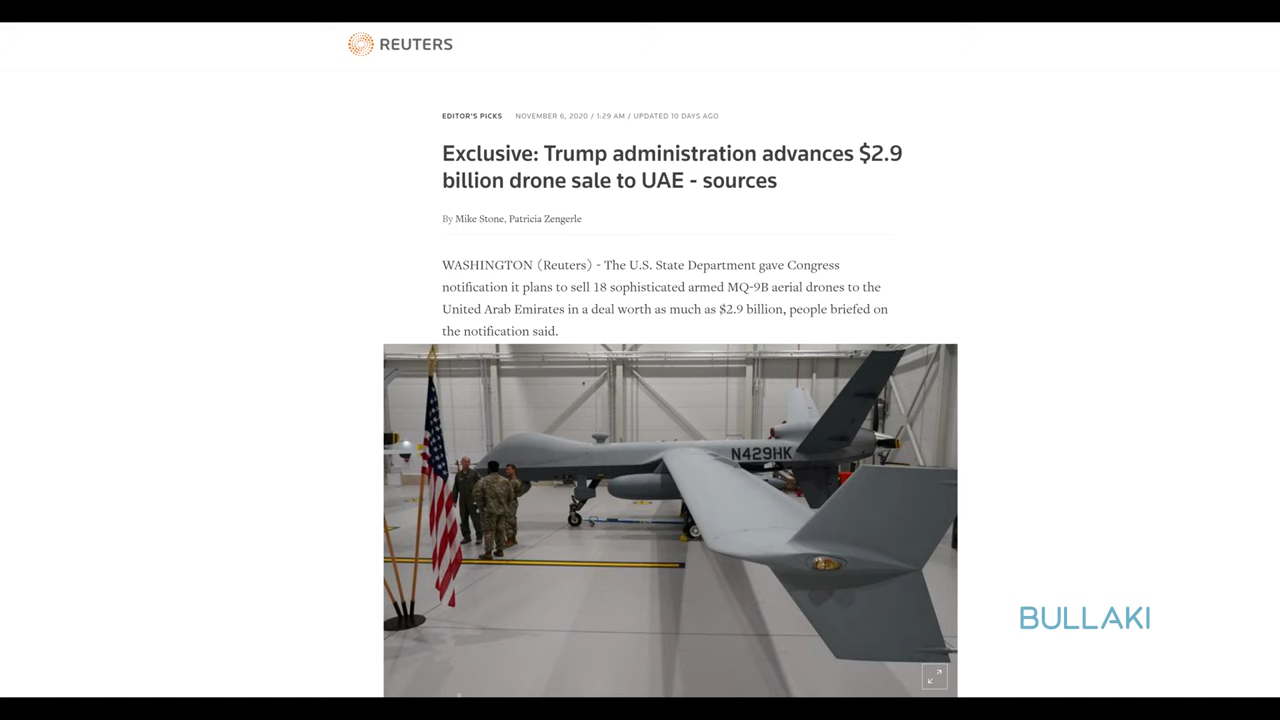 REUTERS
EDITOR'S PICKS NOVEMBER 6, 2020 / 1:29 AM / UPDATED 10 DAYS AGO
Exclusive: Trump administration advances $2.9
billion drone sale to UAE - sources
By Mike Stone, Patricia Zengerle
WASHINGTON (Reuters) - The U.S. State Department gave Congress
notification it plans to sell 18 sophisticated armed MQ-9B aerial drones to the
United Arab Emirates in a deal worth as much as $2.9 billion, people briefed on
the notification said.
N429HK
BULLAKI